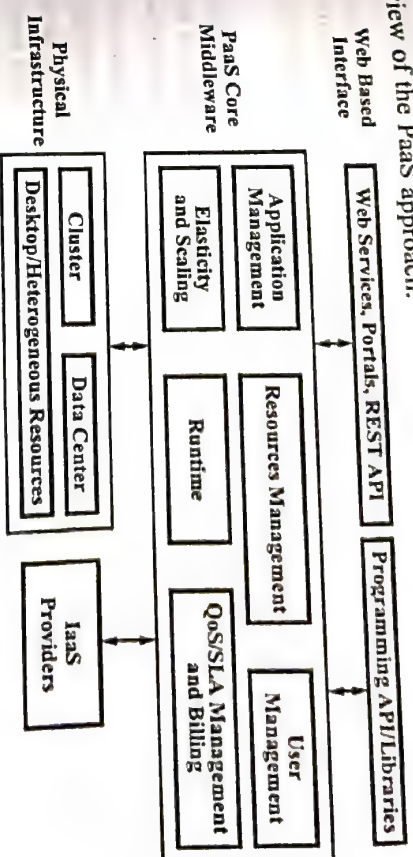 view of the PaaS approach.
Web Based
Interface
Web Services, Portals, REST API
Programming API/Libraries
PaaS Core
Middleware
Application
Management
Resources Management
User
Management
Elasticity
and Scaling
Runtime
QoS/SLA Management
and Billing
Physical
Infrastructure
Cluster
Data Center
Desktop/Heterogeneous Resources
IaaS
Providers